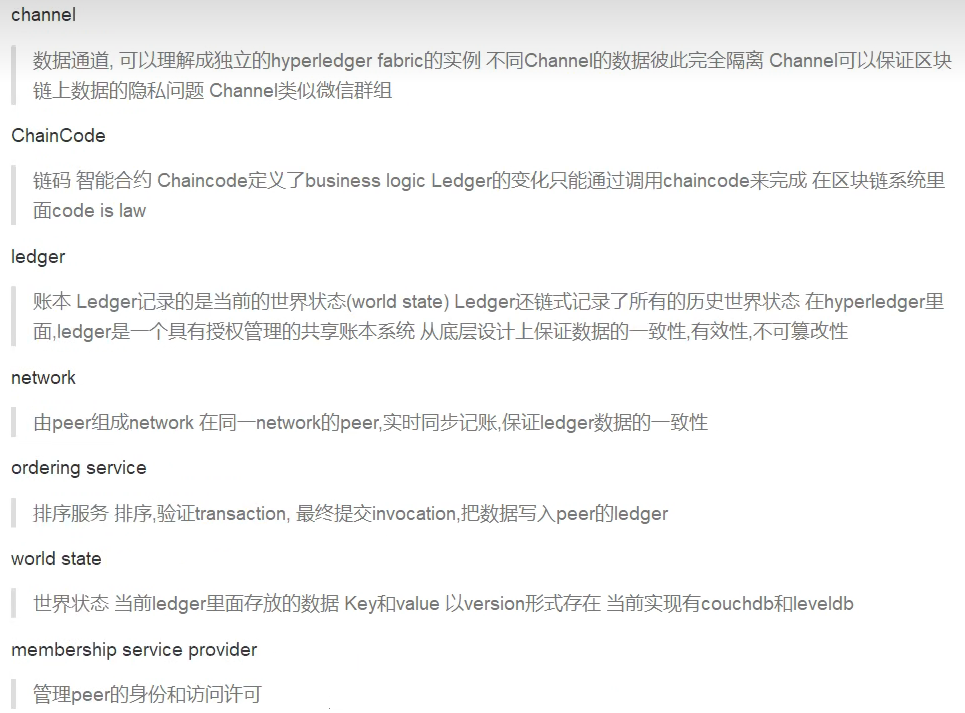 channel
数据通道, 可以理解成独立的hyperledger fabric的实例 不同Channel的数据彼此完全隔离 Channel可以保证区块
链上数据的隐私问题 Channel类似微信群组
ChainCode
链码 智能合约 Chaincode定义了business logic Ledger的变化只能通过调用chaincode来完成 在区块链系统里
面code is law
ledger
账本 Ledger记录的是当前的世界状态(world state) Ledger还链式记录了所有的历史世界状态 在hyperledger里
面,ledger是一个具有授权管理的共享账本系统 从底层设计上保证数据的一致性,有效性,不可篡改性
network
由peer组成network 在同一network的peer,实时同步记账,保证ledger数据的一致性
ordering service
排序服务 排序,验证transaction, 最终提交invocation,把数据写入peer的ledger
world state
世界状态 当前ledger里面存放的数据 Key和value 以version形式存在 当前实现有couchdb和leveldb
membership service provider
管理peer的身份和访问许可